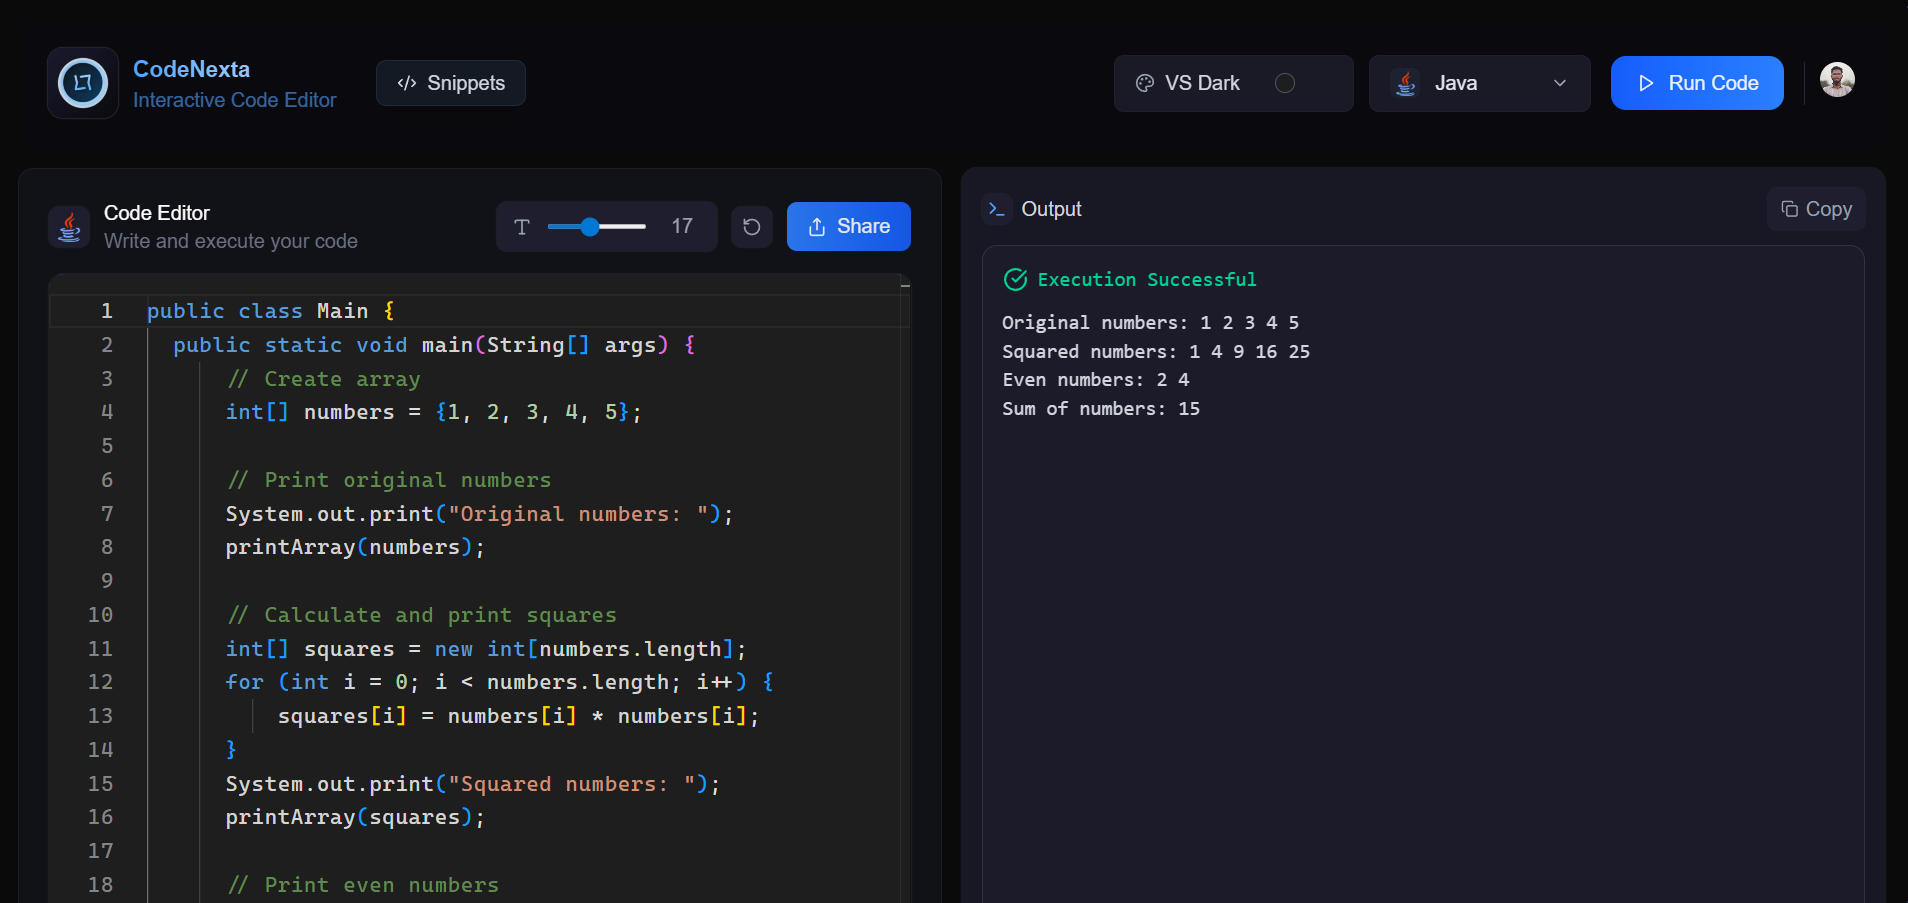 CodeNexta
Interactive Code Editor
</> Snippets
VS Dark
Java
Run Code
Code Editor
Write and execute your code
T
17
Share
1 public class Main {
2 public static void main(String[] args) {
3 // Create array
4 int[] numbers = {1, 2, 3, 4, 5};
5
6 // Print original numbers
7 System.out.print("Original numbers: ");
8 printArray(numbers);
9
10 // Calculate and print squares
11 int[] squares = new int[numbers.length];
12 for (int i = 0; i < numbers.length; i++) {
13 squares[i] = numbers[i] * numbers[i];
14 }
15 System.out.print("Squared numbers: ");
16 printArray(squares);
17
18 // Print even numbers
Output
Copy
Execution Successful
Original numbers: 1 2 3 4 5
Squared numbers: 1 4 9 16 25
Even numbers: 2 4
Sum of numbers: 15